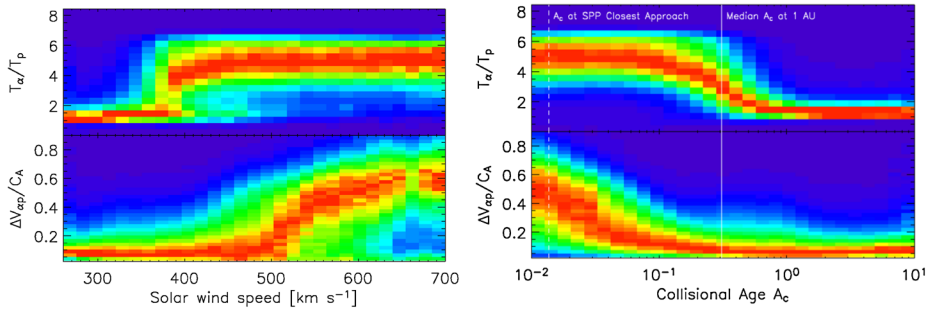 8
6
4
2
Tα/Tp
0.8
0.6
0.4
0.2
ΔVαp/CA
300 400 500 600 700
Solar wind speed [km s⁻¹]
Ac at SPP Closest Approach
Median Ac at 1 AU
8
6
4
2
Tα/Tp
0.8
0.6
0.4
0.2
ΔVαp/CA
10⁻² 10⁻¹ 10⁰ 10¹
Collisional Age Ac